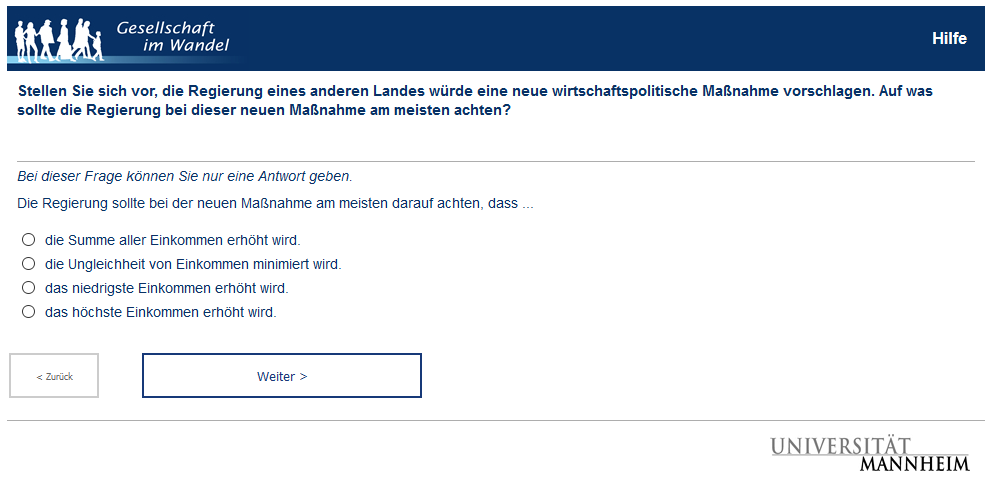 Gesellschaft
im Wandel
Hilfe
Stellen Sie sich vor, die Regierung eines anderen Landes würde eine neue wirtschaftspolitische Maßnahme vorschlagen. Auf was
sollte die Regierung bei dieser neuen Maßnahme am meisten achten?
Bei dieser Frage können Sie nur eine Antwort geben.
Die Regierung sollte bei der neuen Maßnahme am meisten darauf achten, dass ...
die Summe aller Einkommen erhöht wird.
die Ungleichheit von Einkommen minimiert wird.
das niedrigste Einkommen erhöht wird.
das höchste Einkommen erhöht wird.
< Zurück
Weiter >
UNIVERSITÄT
MANNHEIM